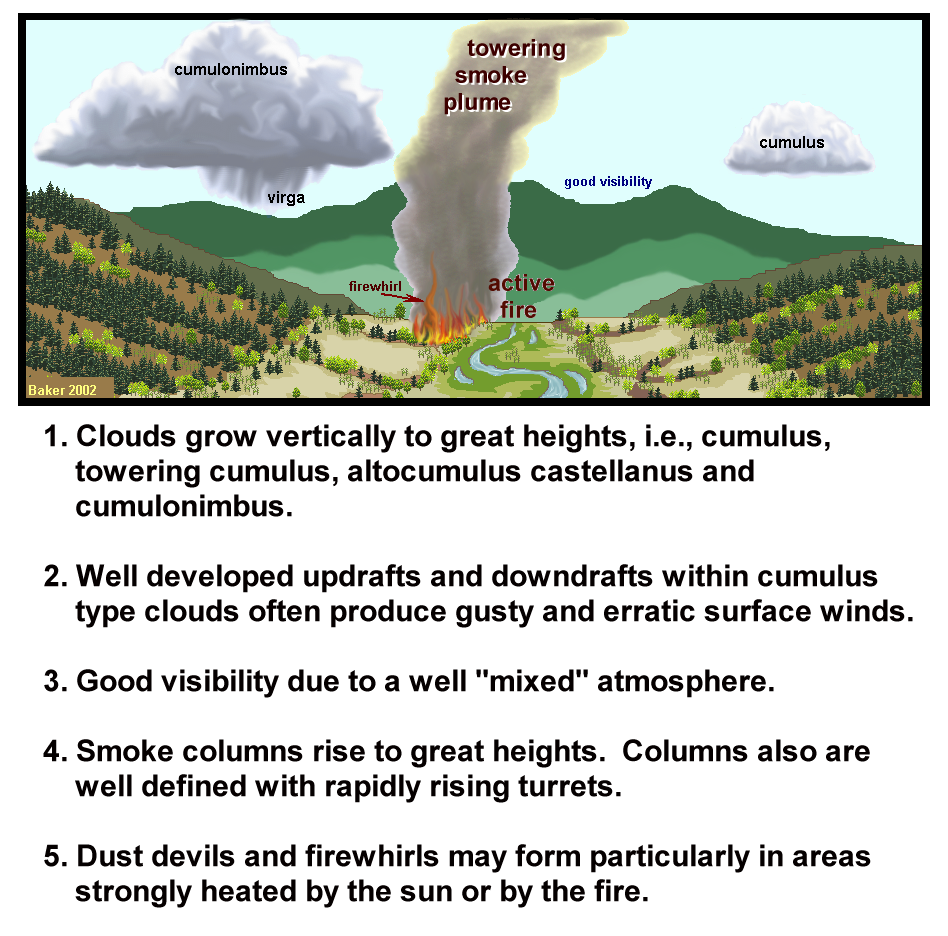 towering
smoke
plume
cumulonimbus
cumulus
good visibility
virga
firewhirl
active
fire
Baker 2002
1. Clouds grow vertically to great heights, i.e., cumulus,
towering cumulus, altocumulus castellanus and
cumulonimbus.
2. Well developed updrafts and downdrafts within cumulus
type clouds often produce gusty and erratic surface winds.
3. Good visibility due to a well "mixed" atmosphere.
4. Smoke columns rise to great heights.  Columns also are
well defined with rapidly rising turrets.
5. Dust devils and firewhirls may form particularly in areas
strongly heated by the sun or by the fire.